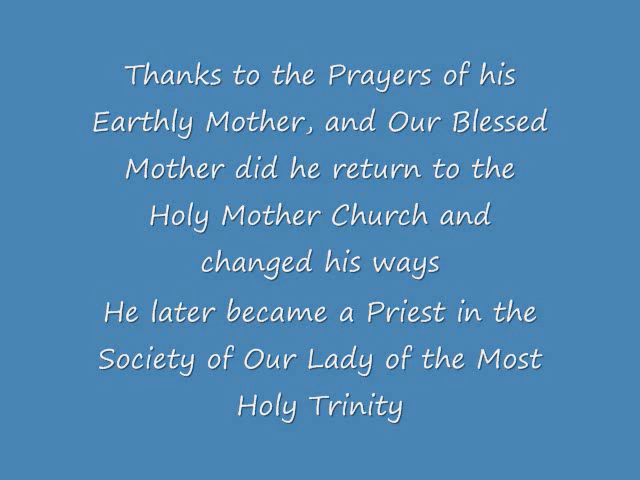 Thanks to the Prayers of his
Earthly Mother, and Our Blessed
Mother did he return to the
Holy Mother Church and
changed his ways
He later became a Priest in the
Society of Our Lady of the Most
Holy Trinity